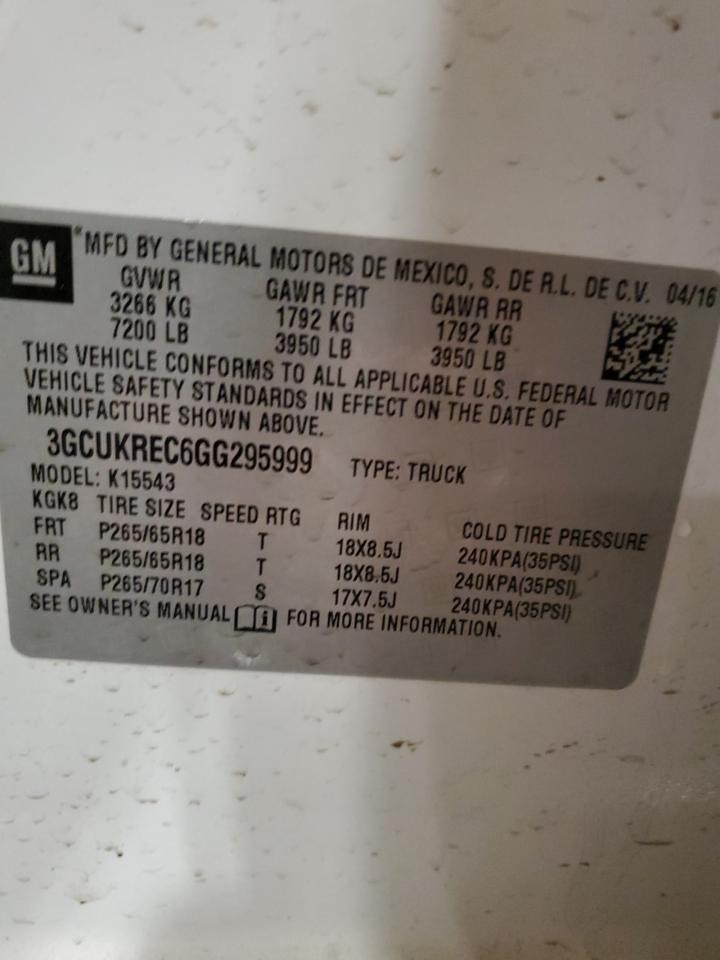 GM
*MFD BY GENERAL MOTORS DE MEXICO, S. DE R.L. DE C.V. 04/16
GVWR GAWR FRT GAWR RR
3266 KG 1792 KG 1792 KG
7200 LB 3950 LB 3950 LB
THIS VEHICLE CONFORMS TO ALL APPLICABLE U.S. FEDERAL MOTOR
VEHICLE SAFETY STANDARDS IN EFFECT ON THE DATE OF
MANUFACTURE SHOWN ABOVE.
3GCUKREC6GG295999 TYPE: TRUCK
MODEL: K15543
KGK8 TIRE SIZE SPEED RTG RIM COLD TIRE PRESSURE
FRT P265/65R18 T 18X8.5J 240KPA(35PSI)
RR P265/65R18 T 18X8.5J 240KPA(35PSI)
SPA P265/70R17 S 17X7.5J 240KPA(35PSI)
SEE OWNER'S MANUAL i FOR MORE INFORMATION.